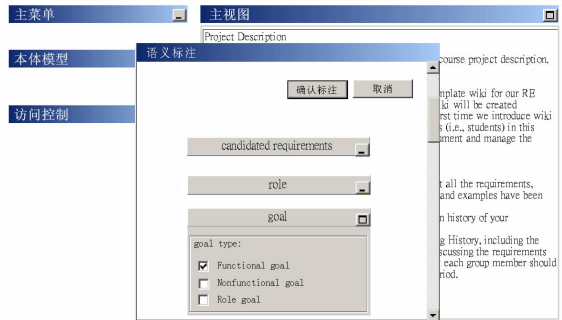 主菜单
主视图
Project Description
本体模型
语义标注
course project description.
确认标注
取消
mplate wiki for our RE
ki will be created
rst time we introduce wiki
访问控制
s (i.e., students) in this
ument and manage the
candidated requirements
role
t all the requirements,
and examples have been
goal
n history of your
goal type:
g History, including the
scussing the requirements
Functional goal
each group member should
riod.
Nonfunctional goal
Role goal